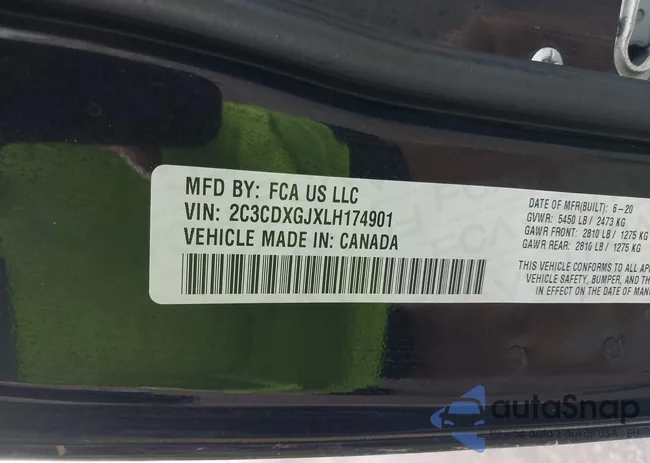 MFD BY: FCA US LLC
VIN: 2C3CDXGJXLH174901
VEHICLE MADE IN: CANADA
DATE OF MFR(BUILT): 6-20
GVWR: 5450 LB / 2473 KG
GAWR FRONT: 2810 LB / 1275 KG
GAWR REAR: 2810 LB / 1275 KG
THIS VEHICLE CONFORMS TO ALL AP
VEHICLE SAFETY, BUMPER, AND TH
IN EFFECT ON THE DATE OF MAN
autoSnap